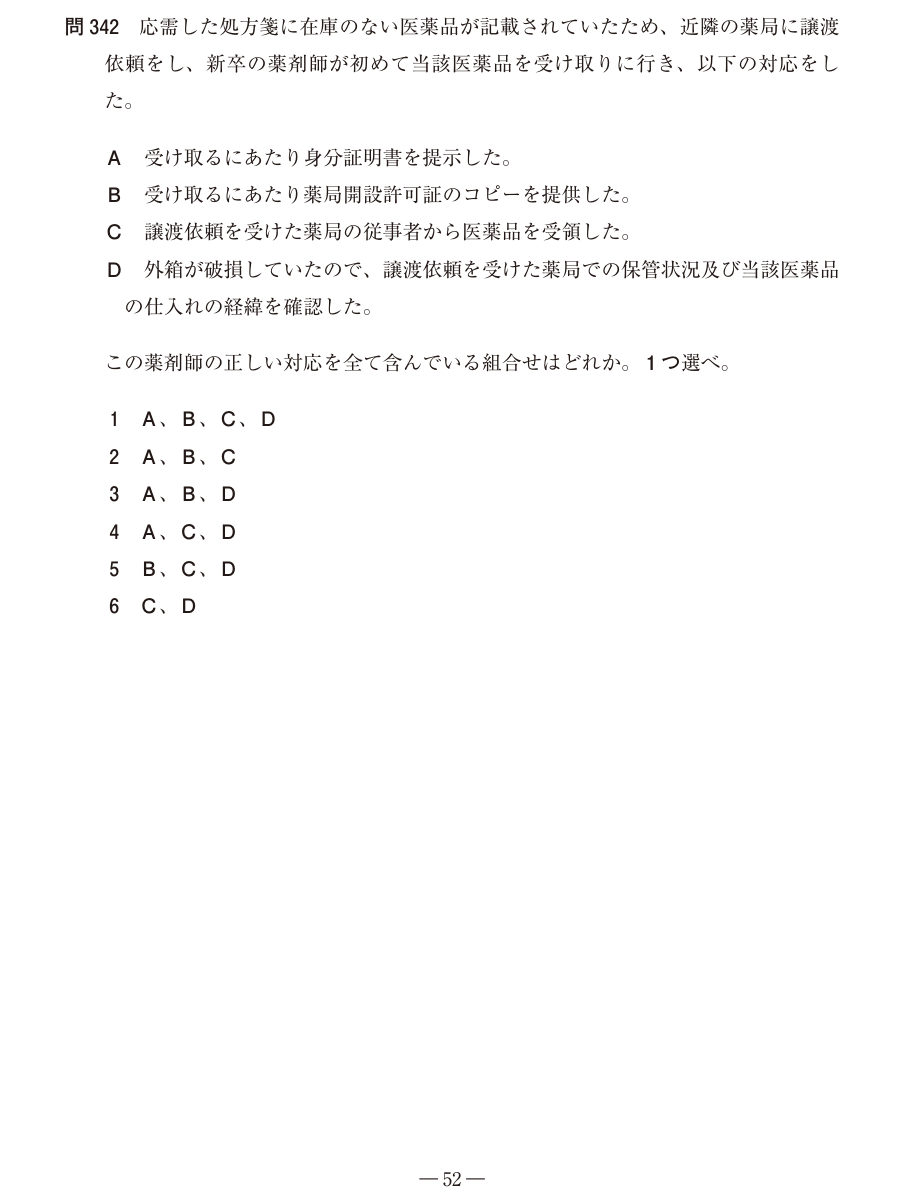 問 342　応需した処方箋に在庫のない医薬品が記載されていたため、近隣の薬局に譲渡
依頼をし、新卒の薬剤師が初めて当該医薬品を受け取りに行き、以下の対応をし
た。
A　受け取るにあたり身分証明書を提示した。
B　受け取るにあたり薬局開設許可証のコピーを提供した。
C　譲渡依頼を受けた薬局の従事者から医薬品を受領した。
D　外箱が破損していたので、譲渡依頼を受けた薬局での保管状況及び当該医薬品
の仕入れの経緯を確認した。
この薬剤師の正しい対応を全て含んでいる組合せはどれか。1つ選べ。
1　A、B、C、D
2　A、B、C
3　A、B、D
4　A、C、D
5　B、C、D
6　C、D
— 52 —